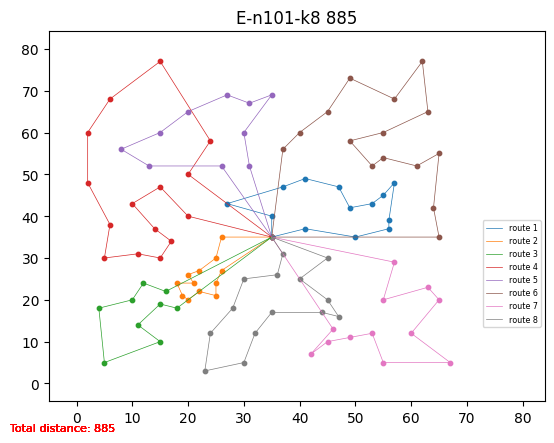 E-n101-k8 885
80
70
60
50
40
30
20
10
0
route 1
route 2
route 3
route 4
route 5
route 6
route 7
route 8
0 10 20 30 40 50 60 70 80
Total distance: 885